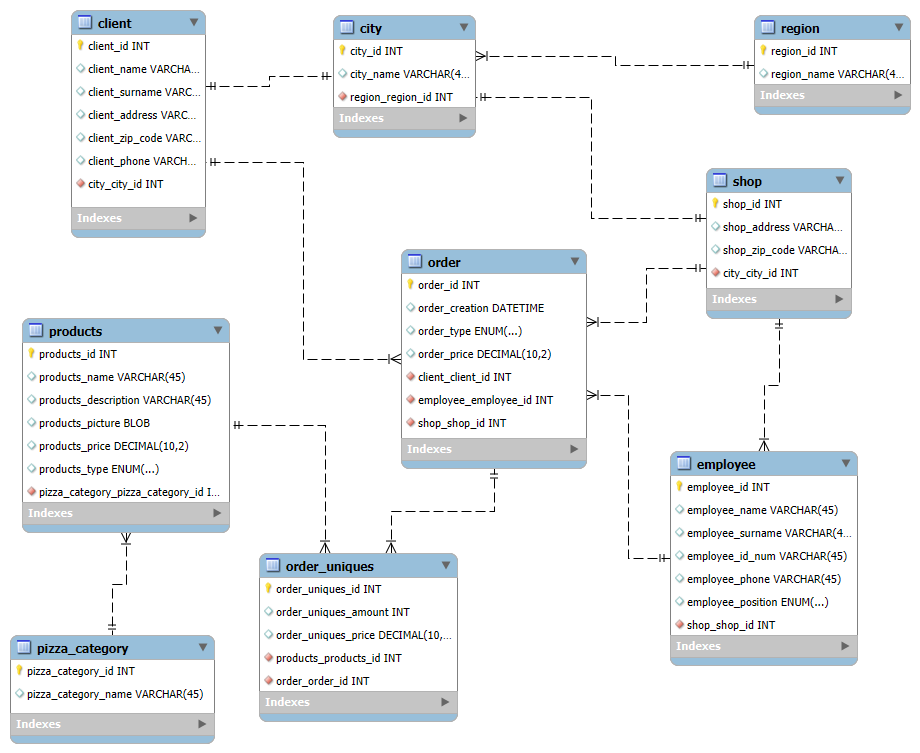 client
client_id INT
client_name VARCHA...
client_surname VARC...
client_address VARC...
client_zip_code VARC...
client_phone VARCH...
city_city_id INT
Indexes
city
city_id INT
city_name VARCHAR(4...
region_region_id INT
Indexes
region
region_id INT
region_name VARCHAR(4...
Indexes
shop
shop_id INT
shop_address VARCHA...
shop_zip_code VARCHA...
city_city_id INT
Indexes
order
order_id INT
order_creation DATETIME
order_type ENUM(...)
order_price DECIMAL(10,2)
client_client_id INT
employee_employee_id INT
shop_shop_id INT
Indexes
products
products_id INT
products_name VARCHAR(45)
products_description VARCHAR(45)
products_picture BLOB
products_price DECIMAL(10,2)
products_type ENUM(...)
pizza_category_pizza_category_id I...
Indexes
employee
employee_id INT
employee_name VARCHAR(45)
employee_surname VARCHAR(4...
employee_id_num VARCHAR(45)
employee_phone VARCHAR(45)
employee_position ENUM(...)
shop_shop_id INT
Indexes
order_uniques
order_uniques_id INT
order_uniques_amount INT
order_uniques_price DECIMAL(10,...
products_products_id INT
order_order_id INT
Indexes
pizza_category
pizza_category_id INT
pizza_category_name VARCHAR(45)
Indexes